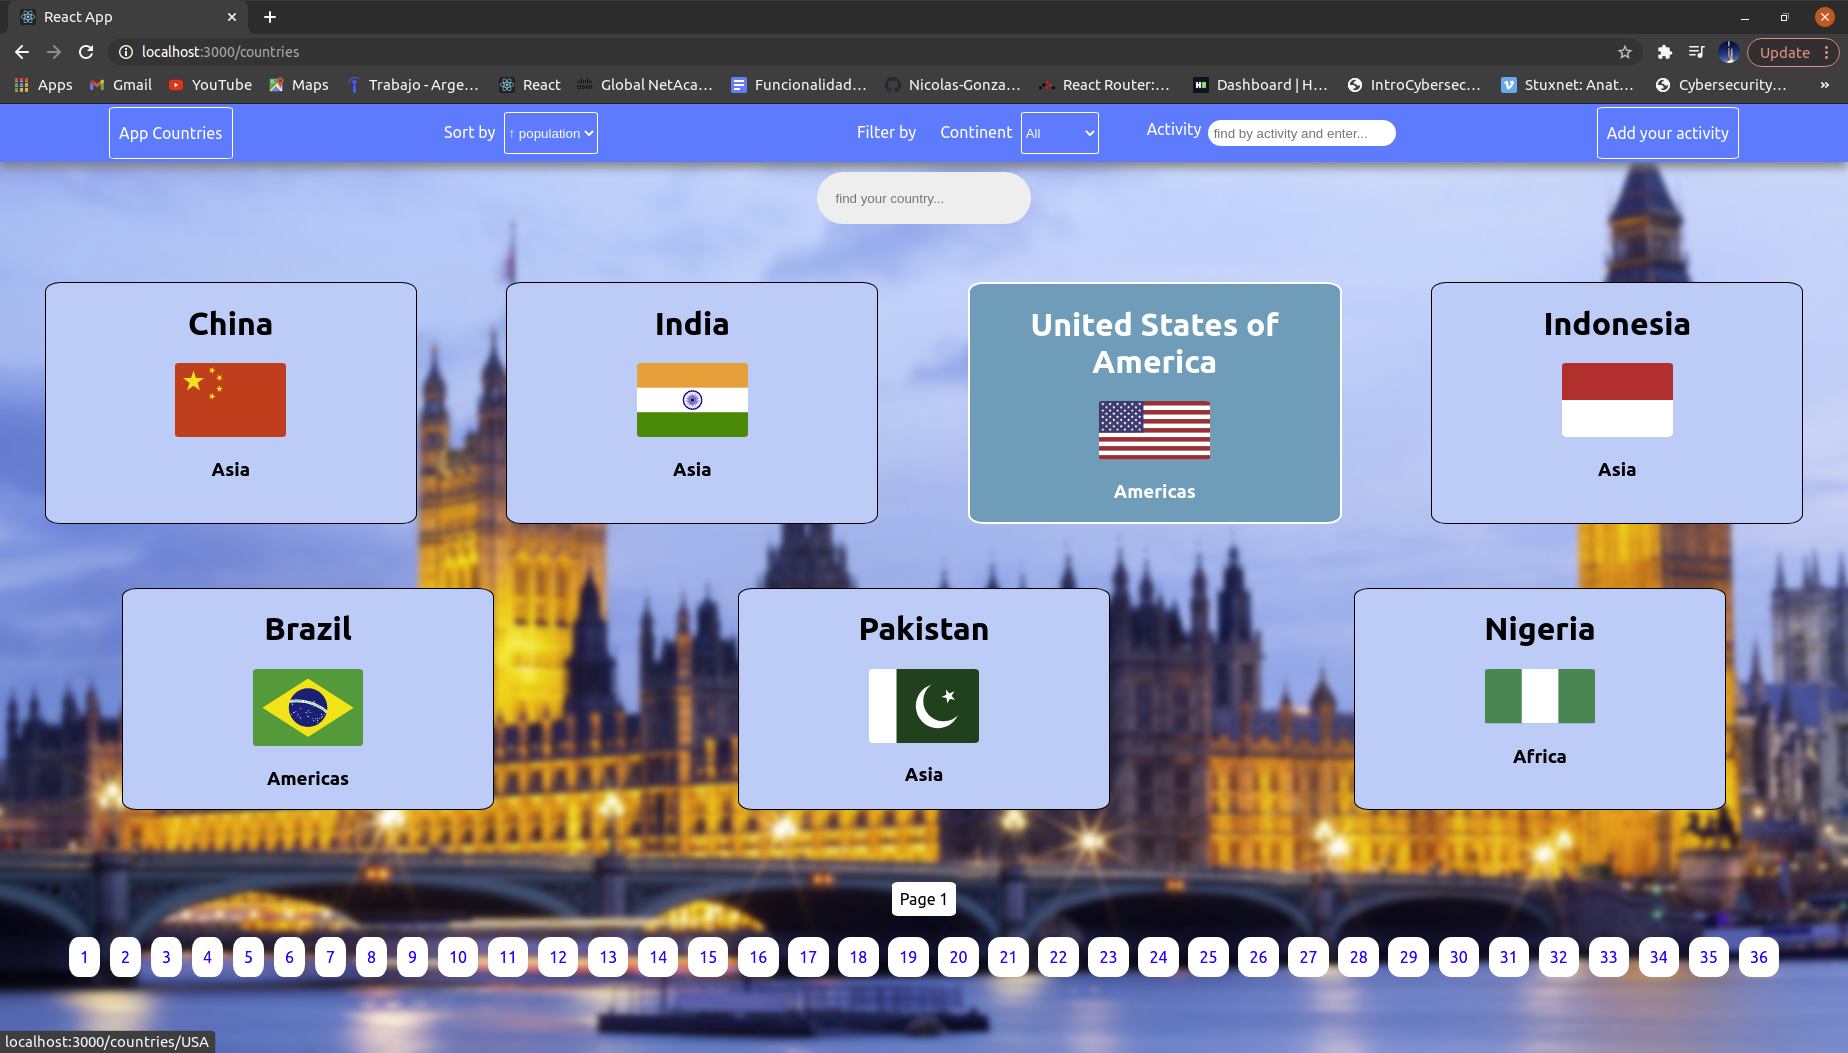 React App
localhost:3000/countries
Update
Apps
Gmail
YouTube
Maps
Trabajo - Arge…
React
Global NetAca…
Funcionalidad…
Nicolas-Gonza…
React Router:…
Dashboard | H…
IntroCybersec…
Stuxnet: Anat…
Cybersecurity…
»
App Countries
Sort by
↑ population
Filter by
Continent
All
Activity
find by activity and enter...
Add your activity
find your country...
China
Asia
India
Asia
United States of
America
Americas
Indonesia
Asia
Brazil
Americas
Pakistan
Asia
Nigeria
Africa
Page 1
1 2 3 4 5 6 7 8 9 10 11 12 13 14 15 16 17 18 19 20 21 22 23 24 25 26 27 28 29 30 31 32 33 34 35 36
localhost:3000/countries/USA